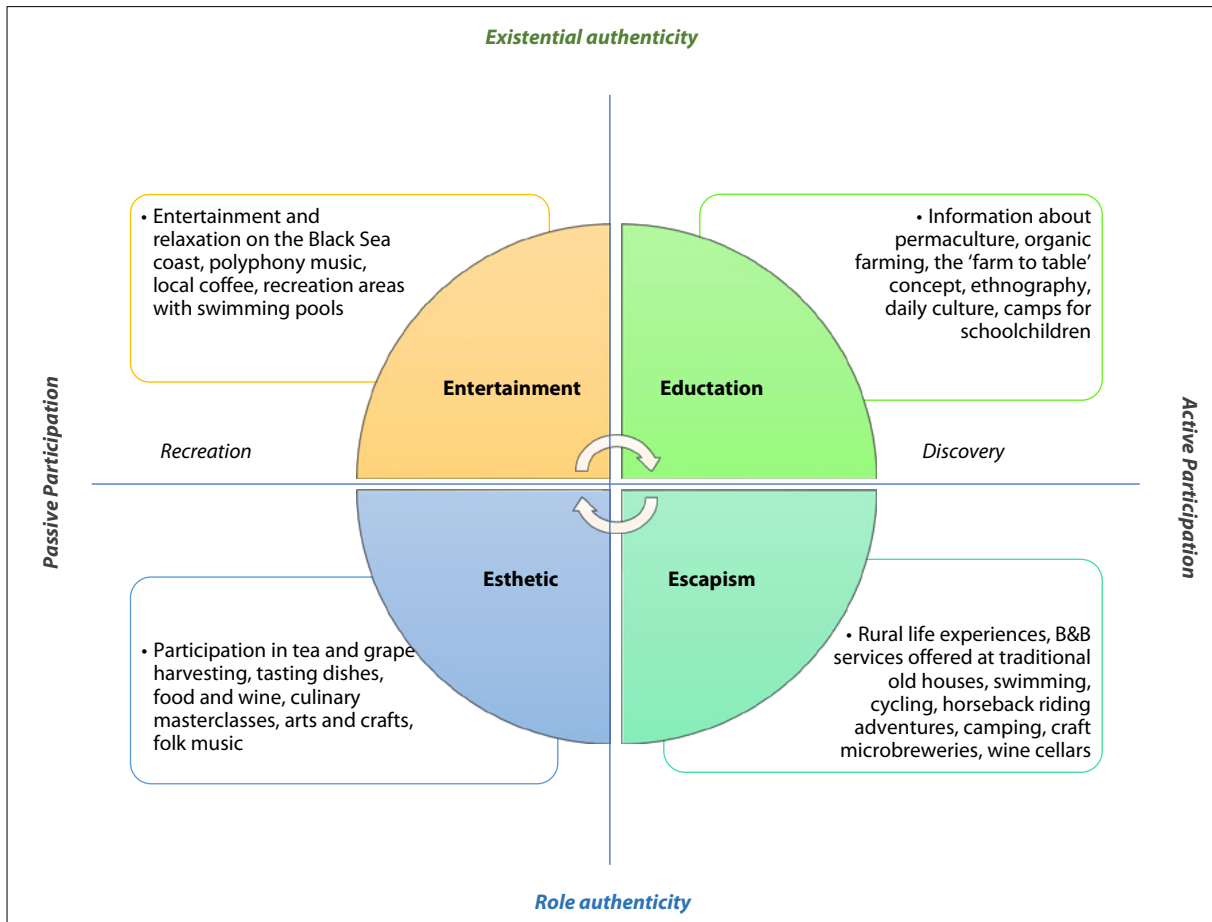 Existential authenticity
• Entertainment and
relaxation on the Black Sea
coast, polyphony music,
local coffee, recreation areas
with swimming pools
• Information about
permaculture, organic
farming, the ‘farm to table’
concept, ethnography,
daily culture, camps for
schoolchildren
Entertainment
Eductation
Passive Participation
Recreation
Discovery
Active Participation
Esthetic
Escapism
• Participation in tea and grape
harvesting, tasting dishes,
food and wine, culinary
masterclasses, arts and crafts,
folk music
• Rural life experiences, B&B
services offered at traditional
old houses, swimming,
cycling, horseback riding
adventures, camping, craft
microbreweries, wine cellars
Role authenticity